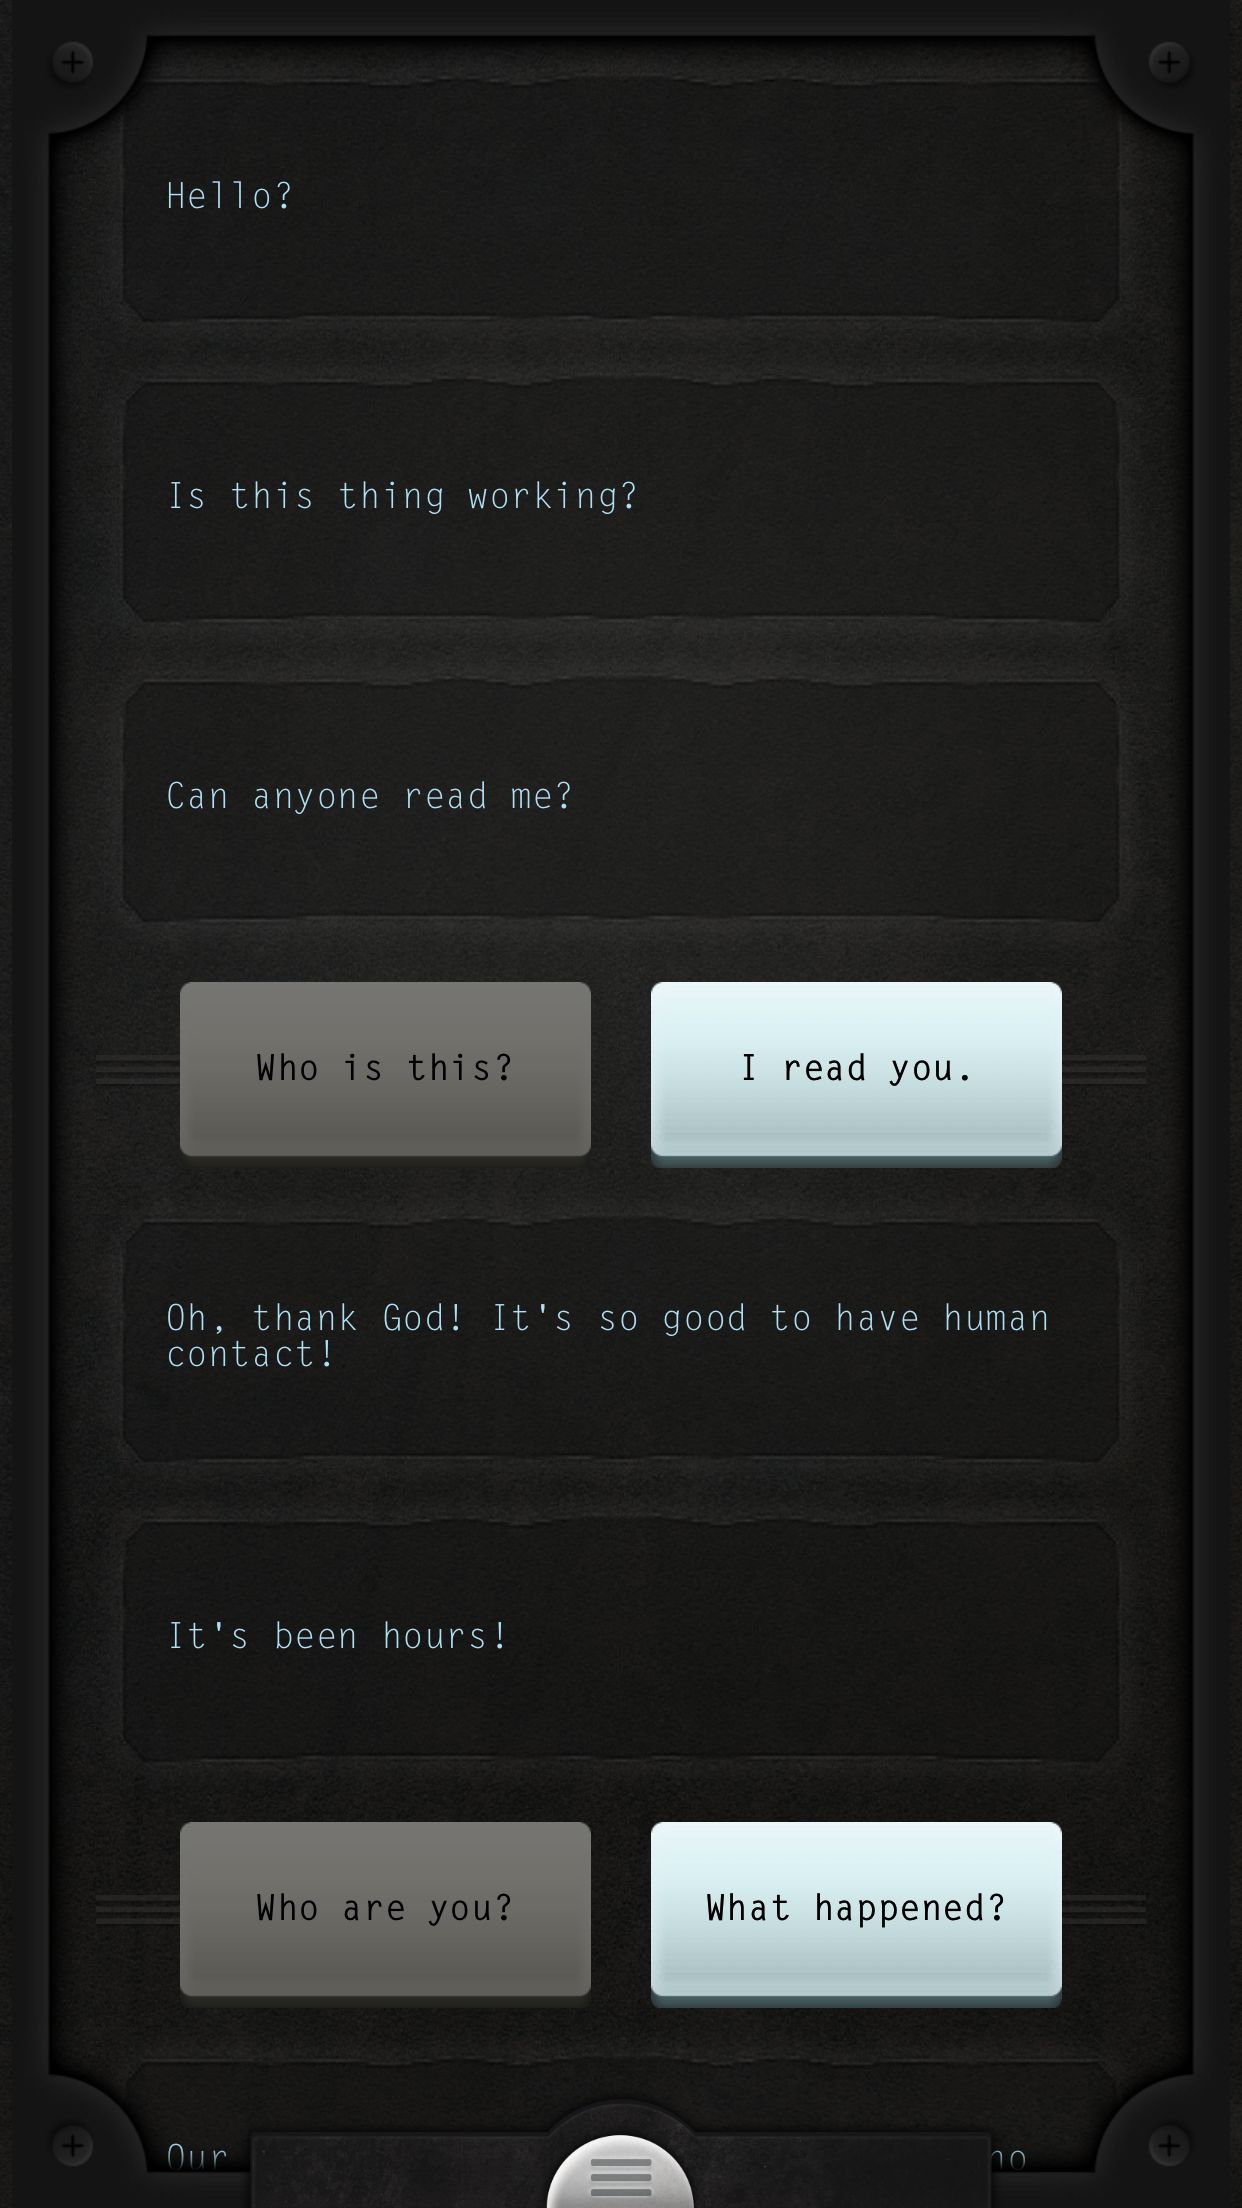 Hello?
Is this thing working?
Can anyone read me?
Who is this?
I read you.
Oh, thank God! It's so good to have human
contact!
It's been hours!
Who are you?
What happened?
Our